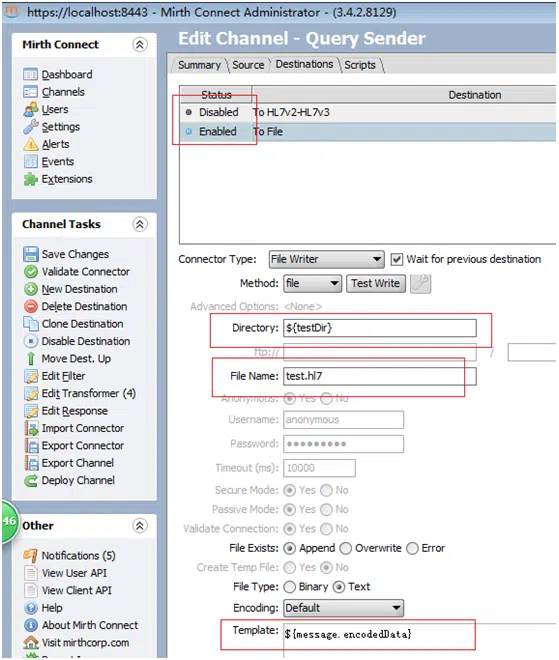 https://localhost:8443 - Mirth Connect Administrator - (3.4.2.8129)
Mirth Connect
Dashboard
Channels
Users
Settings
Alerts
Events
Extensions
Channel Tasks
Save Changes
Validate Connector
New Destination
Delete Destination
Clone Destination
Disable Destination
Move Dest. Up
Edit Filter
Edit Transformer (4)
Edit Response
Import Connector
Export Connector
Export Channel
Deploy Channel
46
Other
Notifications (5)
View User API
View Client API
Help
About Mirth Connect
Visit mirthcorp.com
Edit Channel - Query Sender
Summary Source Destinations Scripts
Status Destination
Disabled To HL7v2-HL7v3
Enabled To File
Connector Type: File Writer Wait for previous destination
Method: file Test Write
Advanced Options: <None>
Directory: ${testDir}
ftp:// /
File Name: test.hl7
Anonymous: Yes No
Username: anonymous
Password: ●●●●●●●●●
Timeout (ms): 10000
Secure Mode: Yes No
Passive Mode: Yes No
Validate Connection: Yes No
File Exists: Append Overwrite Error
Create Temp File: Yes No
File Type: Binary Text
Encoding: Default
Template: ${message.encodedData}